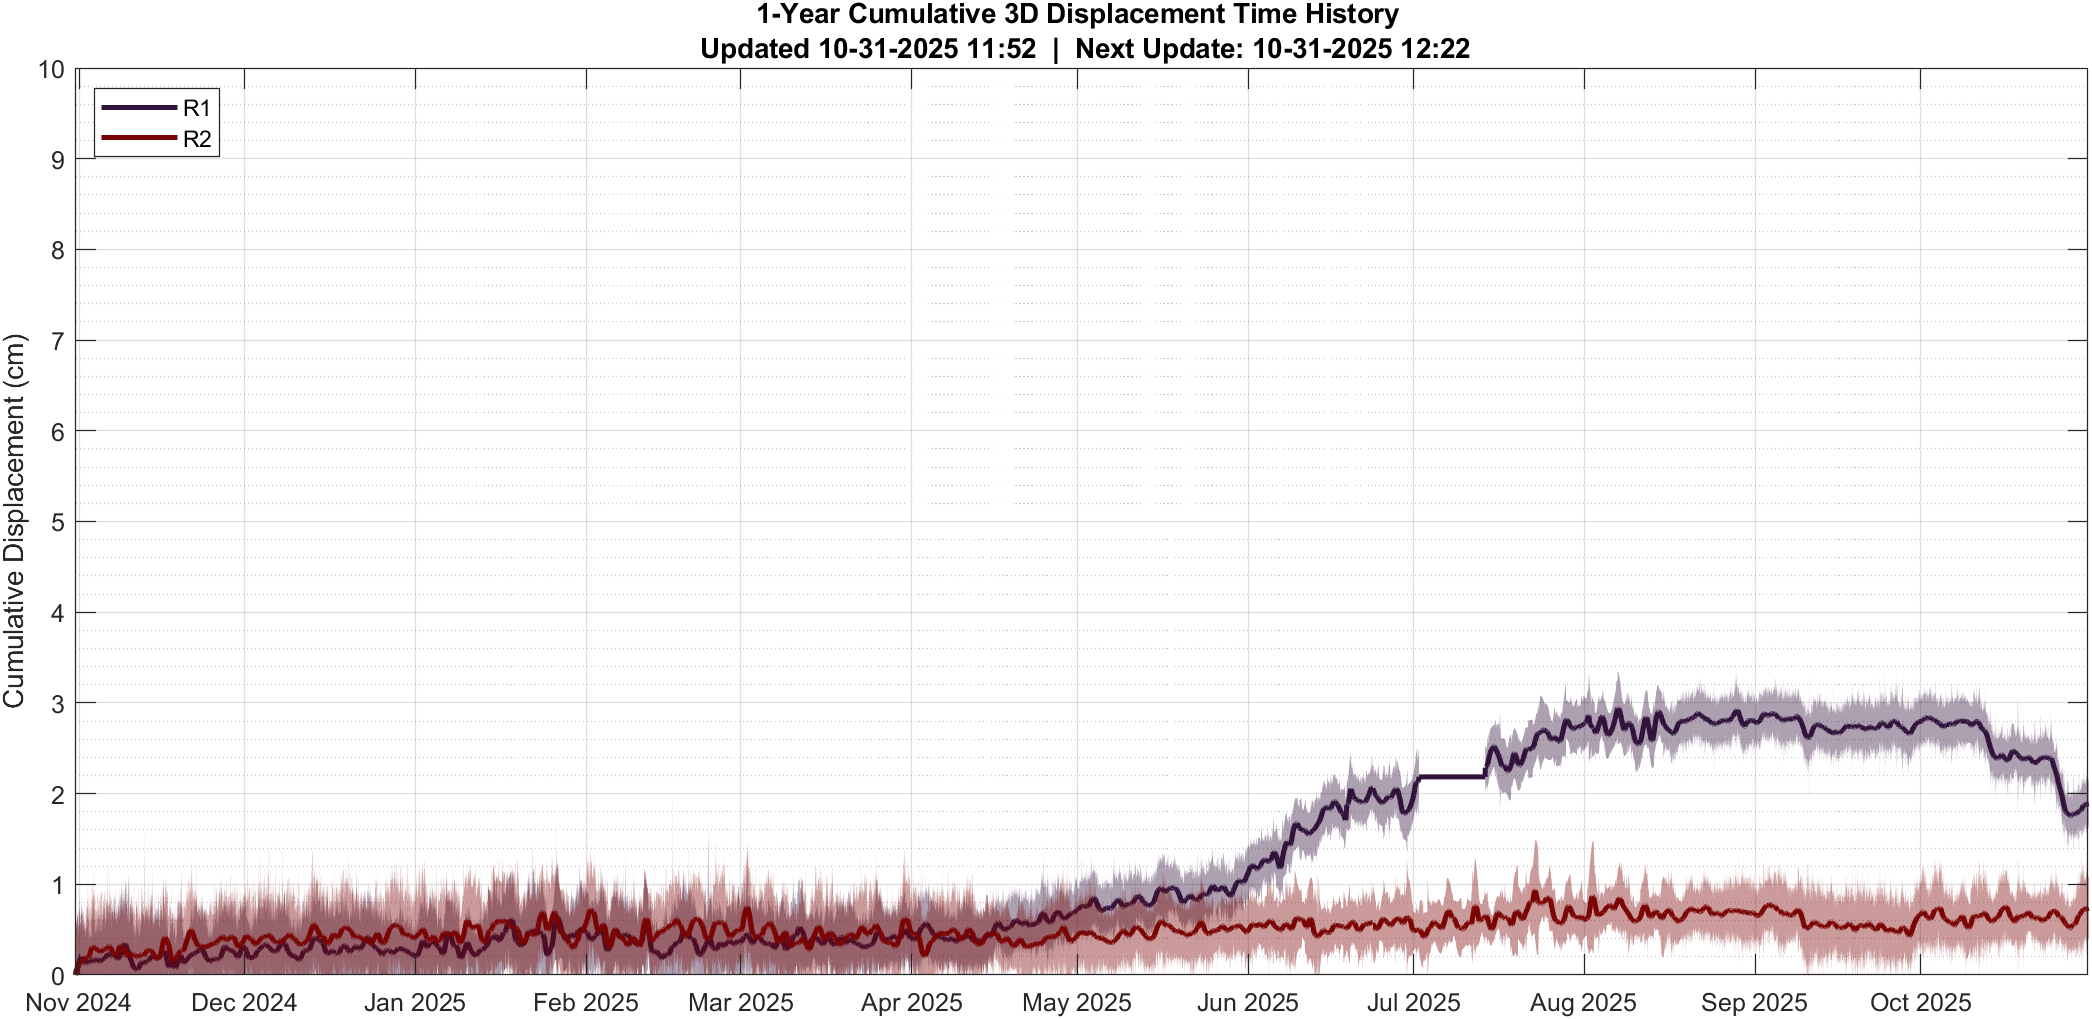 1-Year Cumulative 3D Displacement Time History
Updated 10-31-2025 11:52 | Next Update: 10-31-2025 12:22
R1
R2
Cumulative Displacement (cm)
10
9
8
7
6
5
4
3
2
1
0
Nov 2024 Dec 2024 Jan 2025 Feb 2025 Mar 2025 Apr 2025 May 2025 Jun 2025 Jul 2025 Aug 2025 Sep 2025 Oct 2025